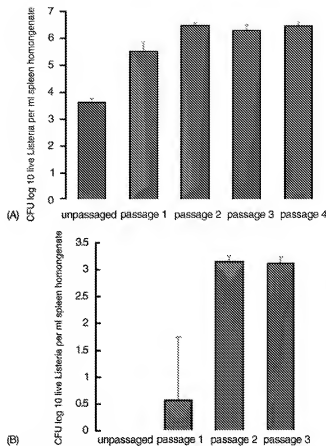 7
6
5
4
3
2
1
0
CFU log 10 live Listeria per ml spleen homongenate
unpassaged passage 1 passage 2 passage 3 passage 4
(A)
3.5
3
2.5
2
1.5
1
0.5
0
CFU log 10 live Listeria per ml spleen homongenate
unpassaged passage 1 passage 2 passage 3
(B)